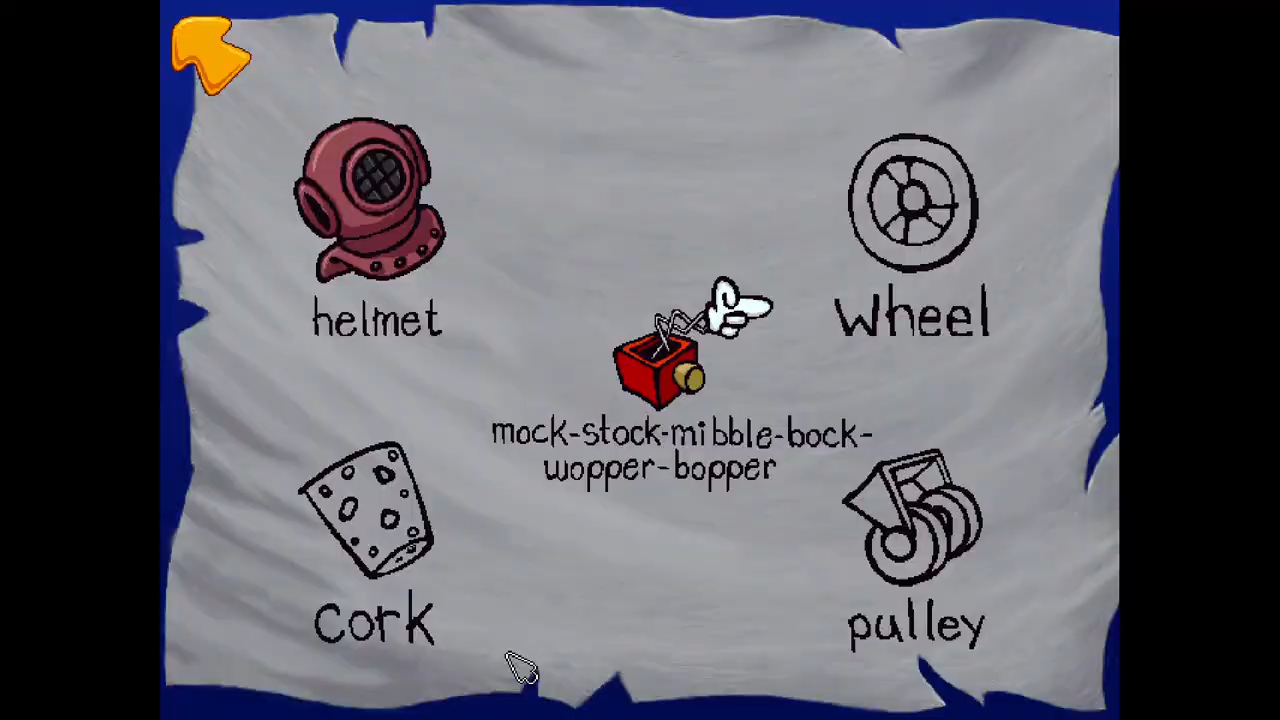 helmet
Wheel
mock-stock-mibble-bock-
wopper-bopper
cork
pulley